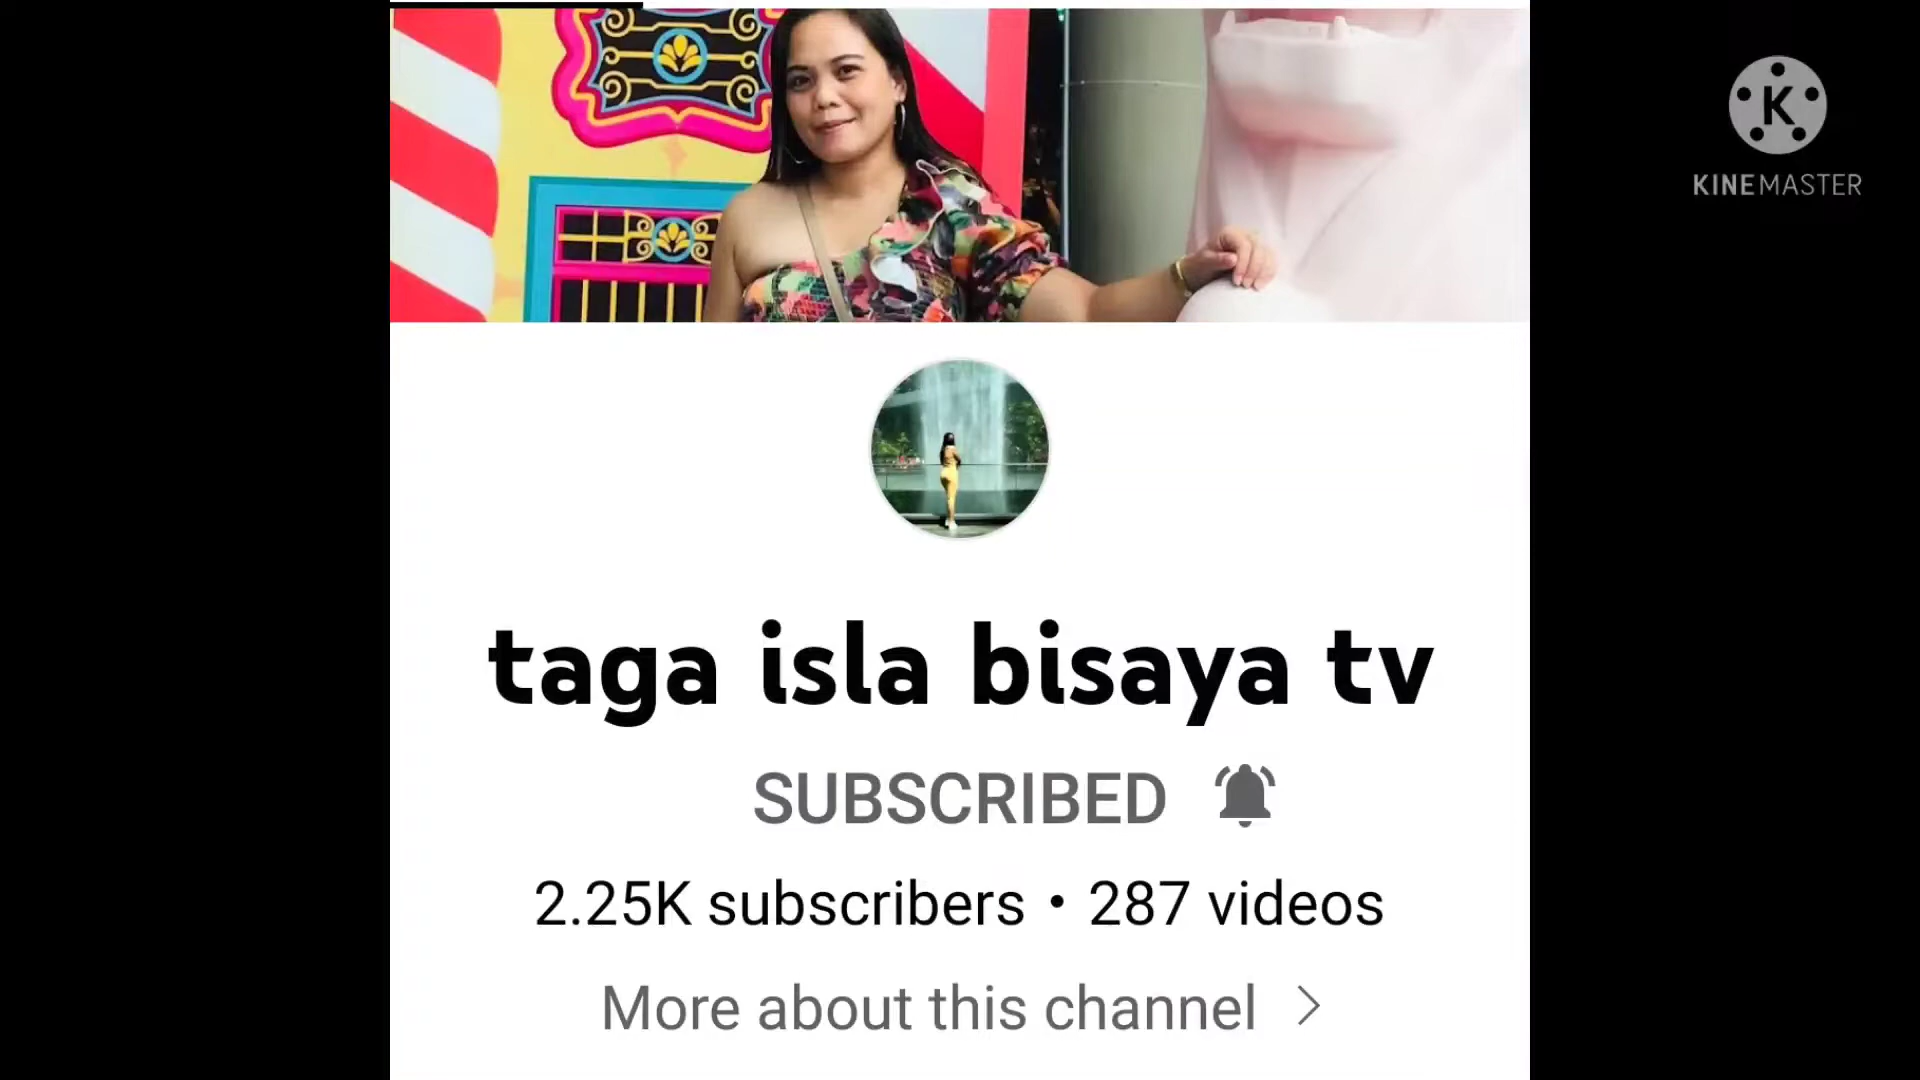 KINEMASTER
taga isla bisaya tv
SUBSCRIBED
2.25K subscribers • 287 videos
More about this channel >